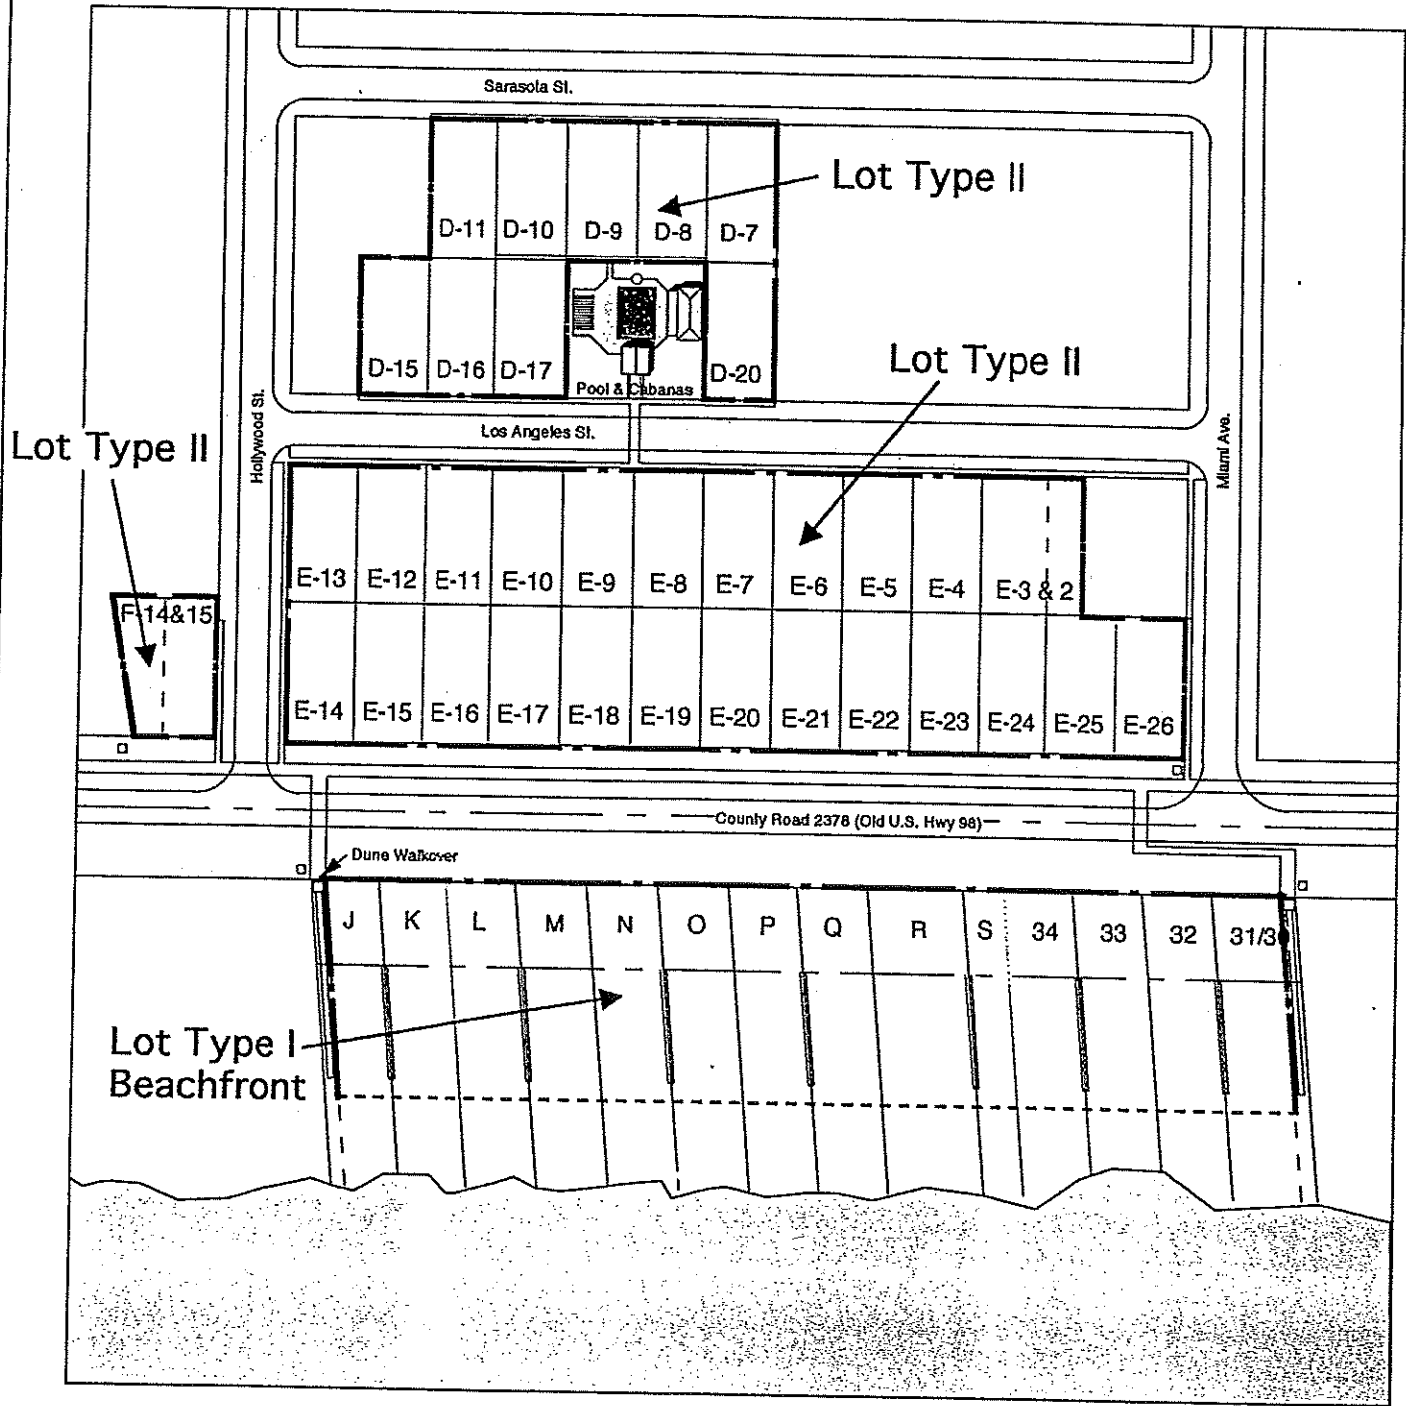 Sarasota St.
Lot Type II
D-11 D-10 D-9 D-8 D-7
Lot Type II
D-15 D-16 D-17 D-20
Pool & Cabanas
Hollywood St.
Los Angeles St.
Miami Ave.
Lot Type II
E-13 E-12 E-11 E-10 E-9 E-8 E-7 E-6 E-5 E-4 E-3 & 2
F-14&15
E-14 E-15 E-16 E-17 E-18 E-19 E-20 E-21 E-22 E-23 E-24 E-25 E-26
County Road 2378 (Old U.S. Hwy 98)
Dune Walkover
J K L M N O P Q R S 34 33 32 31/30
Lot Type I
Beachfront